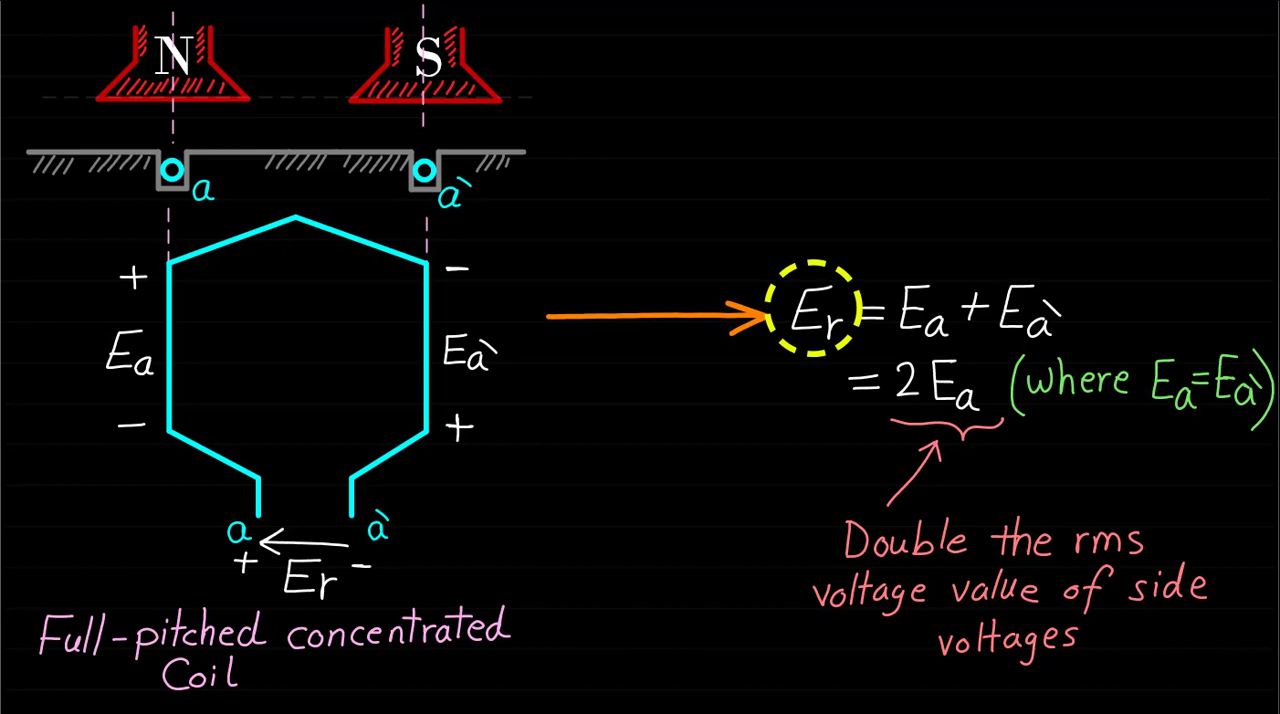 N S
a a`
+ -
Ea Ea`
- +
a a`
+ Er -
Full-pitched concentrated
Coil
Er = Ea + Ea`
= 2 Ea (where Ea = Ea`)
Double the rms
voltage value of side
voltages